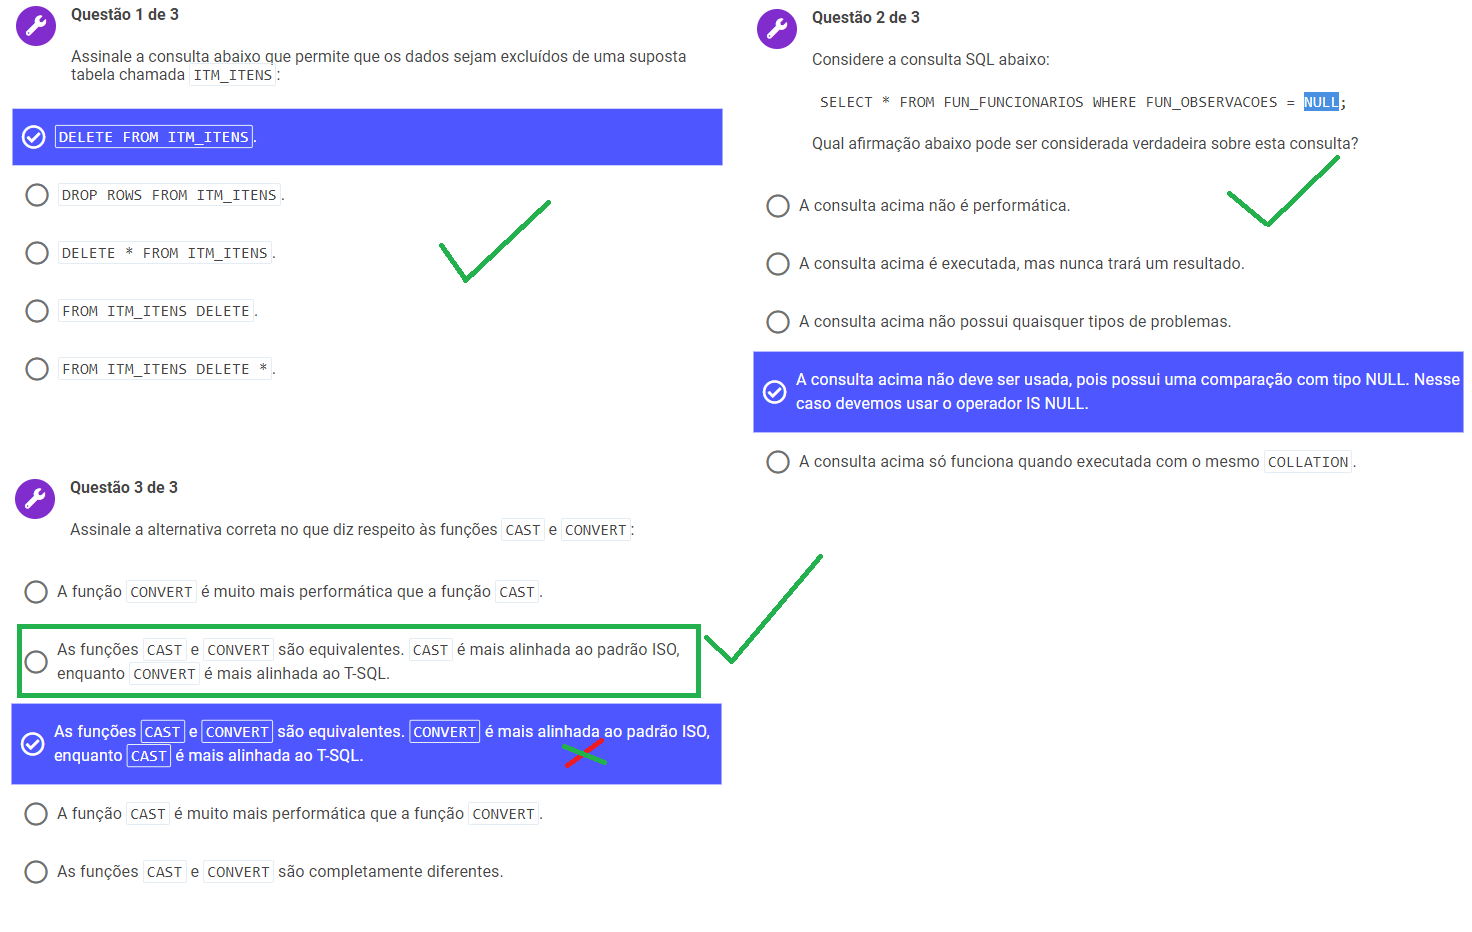 Questão 1 de 3
Assinale a consulta abaixo que permite que os dados sejam excluídos de uma suposta
tabela chamada ITM_ITENS:
DELETE FROM ITM_ITENS.
DROP ROWS FROM ITM_ITENS.
DELETE * FROM ITM_ITENS.
FROM ITM_ITENS DELETE.
FROM ITM_ITENS DELETE *.
Questão 2 de 3
Considere a consulta SQL abaixo:
SELECT * FROM FUN_FUNCIONARIOS WHERE FUN_OBSERVACOES = NULL;
Qual afirmação abaixo pode ser considerada verdadeira sobre esta consulta?
A consulta acima não é performática.
A consulta acima é executada, mas nunca trará um resultado.
A consulta acima não possui quaisquer tipos de problemas.
A consulta acima não deve ser usada, pois possui uma comparação com tipo NULL. Nesse
caso devemos usar o operador IS NULL.
A consulta acima só funciona quando executada com o mesmo COLLATION.
Questão 3 de 3
Assinale a alternativa correta no que diz respeito às funções CAST e CONVERT:
A função CONVERT é muito mais performática que a função CAST.
As funções CAST e CONVERT são equivalentes. CAST é mais alinhada ao padrão ISO,
enquanto CONVERT é mais alinhada ao T-SQL.
As funções CAST e CONVERT são equivalentes. CONVERT é mais alinhada ao padrão ISO,
enquanto CAST é mais alinhada ao T-SQL.
A função CAST é muito mais performática que a função CONVERT.
As funções CAST e CONVERT são completamente diferentes.